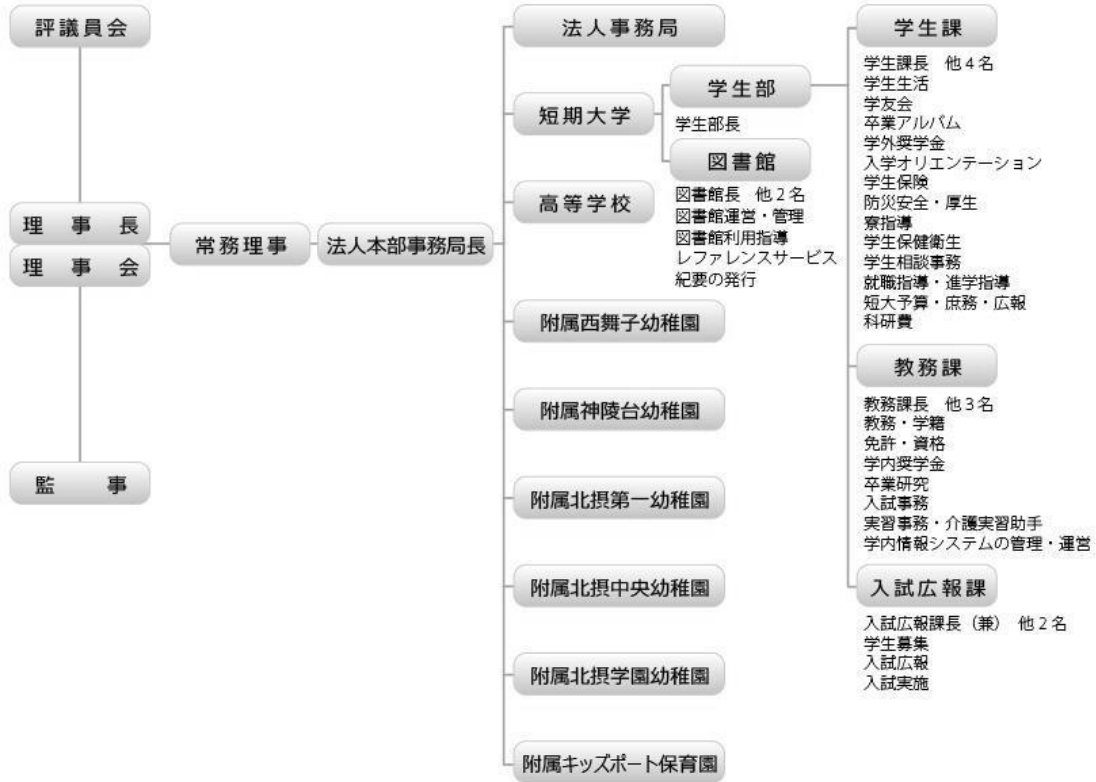 評議員会
理事長
理事会
監事
常務理事
法人本部事務局長
法人事務局
短期大学
高等学校
附属西舞子幼稚園
附属神陵台幼稚園
附属北摂第一幼稚園
附属北摂中央幼稚園
附属北摂学園幼稚園
附属キッズポート保育園
学生部
学生部長
図書館
図書館長 他2名
図書館運営・管理
図書館利用指導
レファレンスサービス
紀要の発行
学生課
学生課長 他4名
学生生活
学友会
卒業アルバム
学外奨学金
入学オリエンテーション
学生保険
防災安全・厚生
寮指導
学生保健衛生
学生相談事務
就職指導・進学指導
短大予算・庶務・広報
科研費
教務課
教務課長 他3名
教務・学籍
免許・資格
学内奨学金
卒業研究
入試事務
実習事務・介護実習助手
学内情報システムの管理・運営
入試広報課
入試広報課長（兼） 他2名
学生募集
入試広報
入試実施